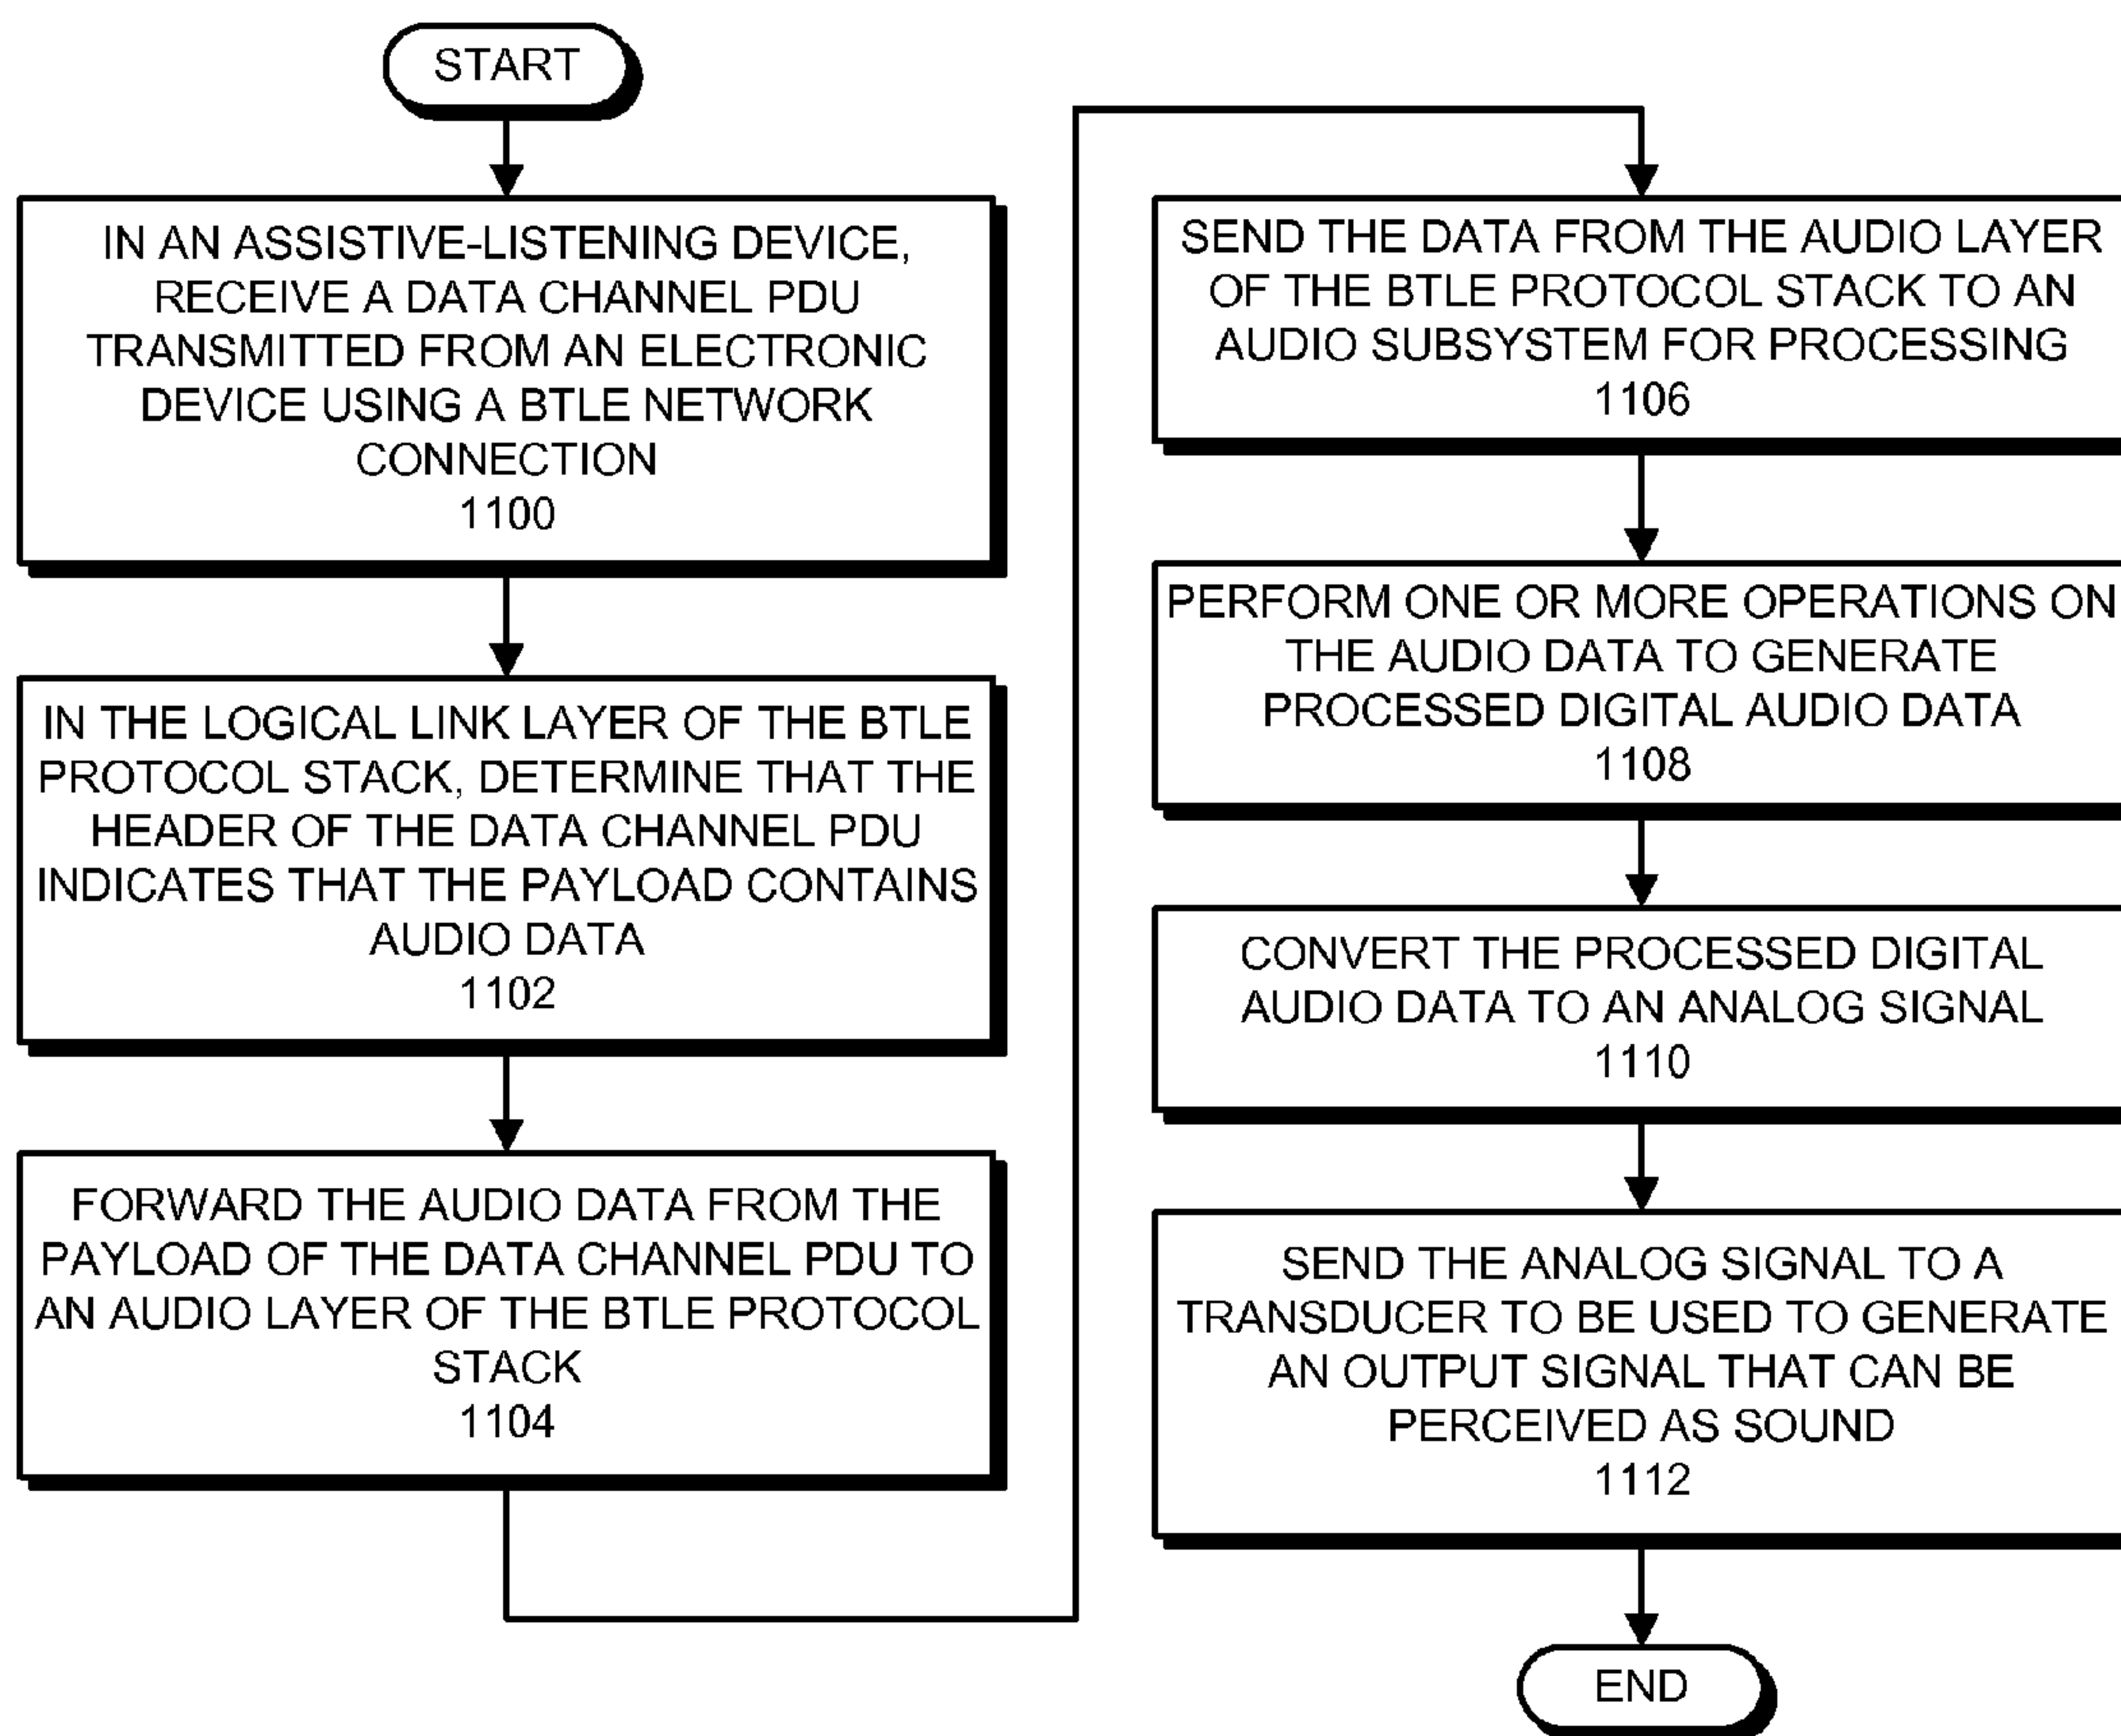 START
IN AN ASSISTIVE-LISTENING DEVICE,
RECEIVE A DATA CHANNEL PDU
TRANSMITTED FROM AN ELECTRONIC
DEVICE USING A BTLE NETWORK
CONNECTION
1100
IN THE LOGICAL LINK LAYER OF THE BTLE
PROTOCOL STACK, DETERMINE THAT THE
HEADER OF THE DATA CHANNEL PDU
INDICATES THAT THE PAYLOAD CONTAINS
AUDIO DATA
1102
FORWARD THE AUDIO DATA FROM THE
PAYLOAD OF THE DATA CHANNEL PDU TO
AN AUDIO LAYER OF THE BTLE PROTOCOL
STACK
1104
SEND THE DATA FROM THE AUDIO LAYER
OF THE BTLE PROTOCOL STACK TO AN
AUDIO SUBSYSTEM FOR PROCESSING
1106
PERFORM ONE OR MORE OPERATIONS ON
THE AUDIO DATA TO GENERATE
PROCESSED DIGITAL AUDIO DATA
1108
CONVERT THE PROCESSED DIGITAL
AUDIO DATA TO AN ANALOG SIGNAL
1110
SEND THE ANALOG SIGNAL TO A
TRANSDUCER TO BE USED TO GENERATE
AN OUTPUT SIGNAL THAT CAN BE
PERCEIVED AS SOUND
1112
END